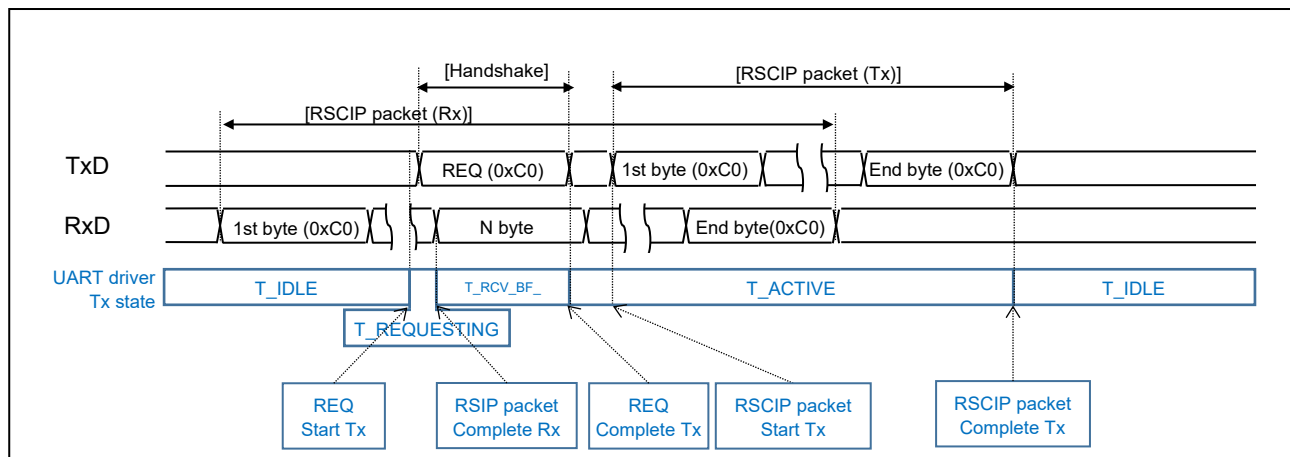 [Handshake]
[RSCIP packet (Tx)]
[RSCIP packet (Rx)]
TxD
REQ (0xC0)
1st byte (0xC0)
End byte (0xC0)
RxD
1st byte (0xC0)
N byte
End byte(0xC0)
UART driver
Tx state
T_IDLE
T_RCV_BF_
T_ACTIVE
T_IDLE
T_REQUESTING
REQ
Start Tx
RSIP packet
Complete Rx
REQ
Complete Tx
RSCIP packet
Start Tx
RSCIP packet
Complete Tx